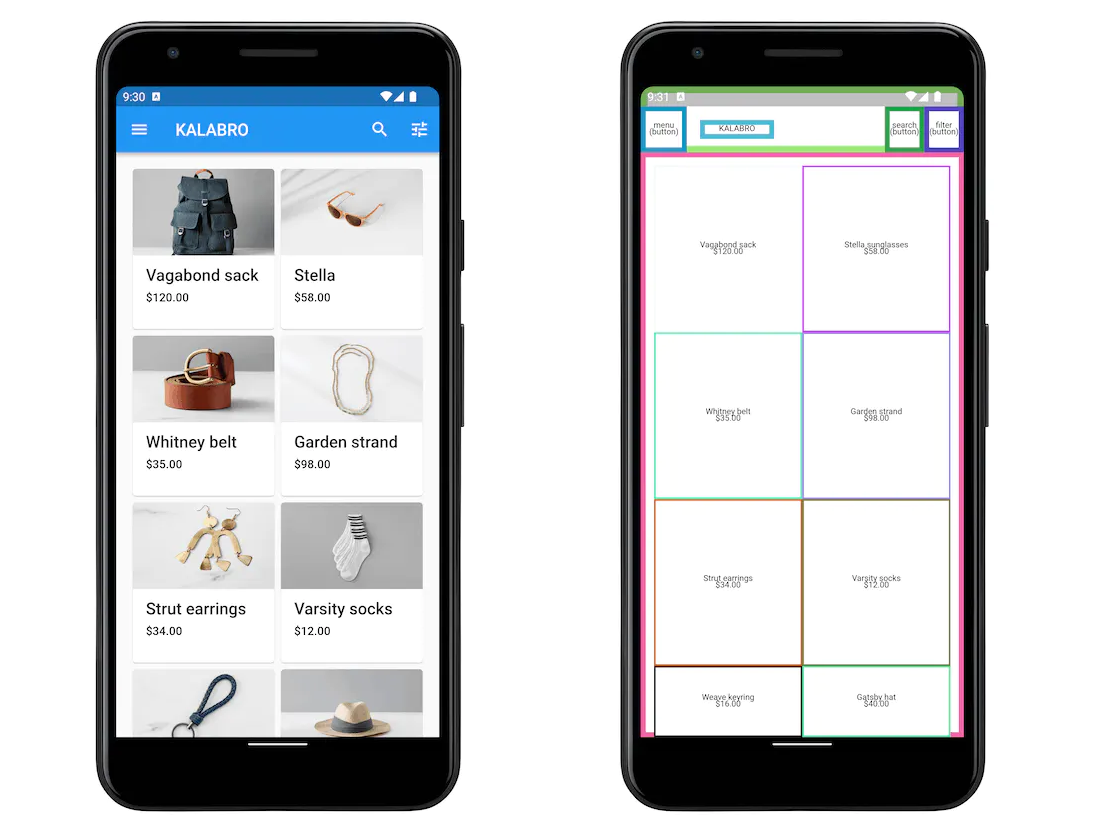 9:30 A
KALABRO
Vagabond sack
$120.00
Stella
$58.00
Whitney belt
$35.00
Garden strand
$98.00
Strut earrings
$34.00
Varsity socks
$12.00
9:31 A
menu
(button)
KALABRO
search
(button)
filter
(button)
Vagabond sack
$120.00
Stella sunglasses
$58.00
Whitney belt
$35.00
Garden strand
$98.00
Strut earrings
$34.00
Varsity socks
$12.00
Weave keyring
$16.00
Gatsby hat
$40.00